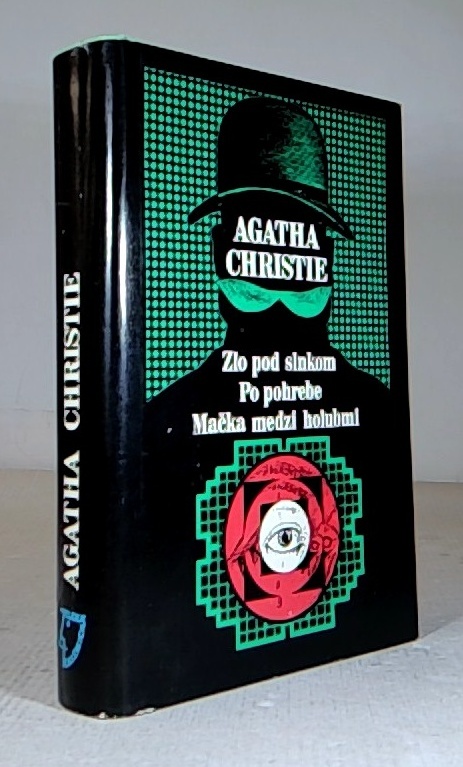 AGATHA CHRISTIE
AGATHA
CHRISTIE
Zlo pod slnkom
Po pohrebe
Mačka medzi holubmi